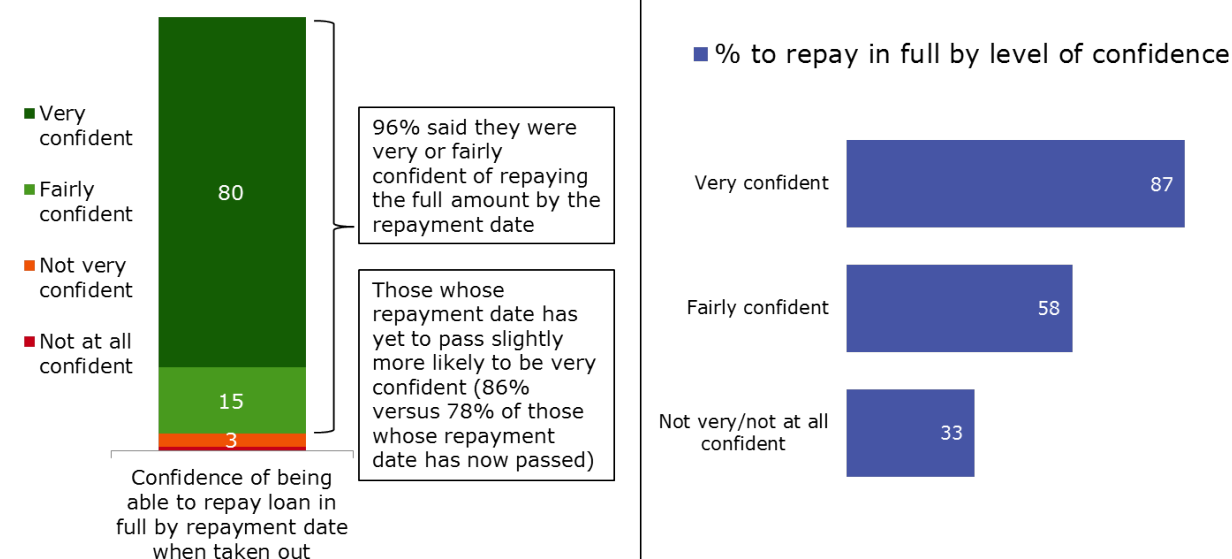 Very
confident
Fairly
confident
Not very
confident
Not at all
confident
80
15
3
Confidence of being
able to repay loan in
full by repayment date
when taken out
96% said they were
very or fairly
confident of repaying
the full amount by the
repayment date
Those whose
repayment date has
yet to pass slightly
more likely to be very
confident (86%
versus 78% of those
whose repayment
date has now passed)
% to repay in full by level of confidence
Very confident
87
Fairly confident
58
Not very/not at all
confident
33